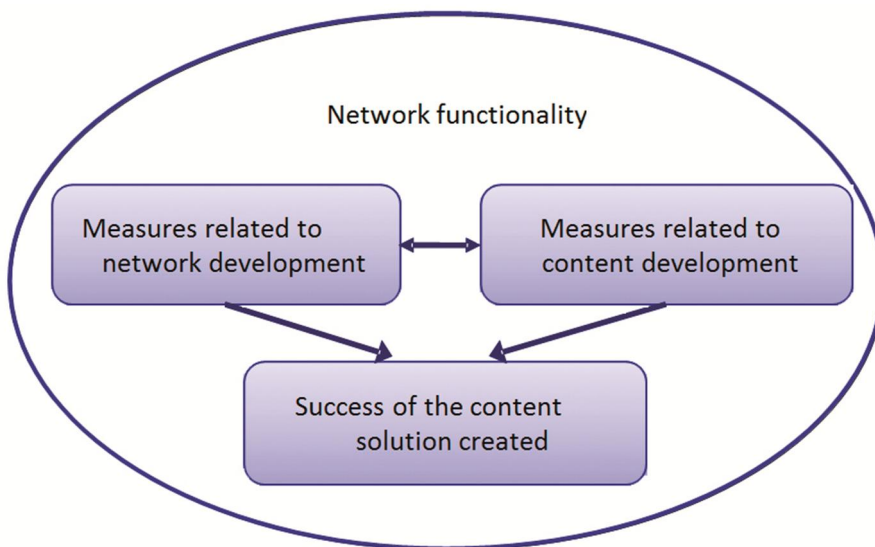 Network functionality
Measures related to
network development
Measures related to
content development
Success of the content
solution created